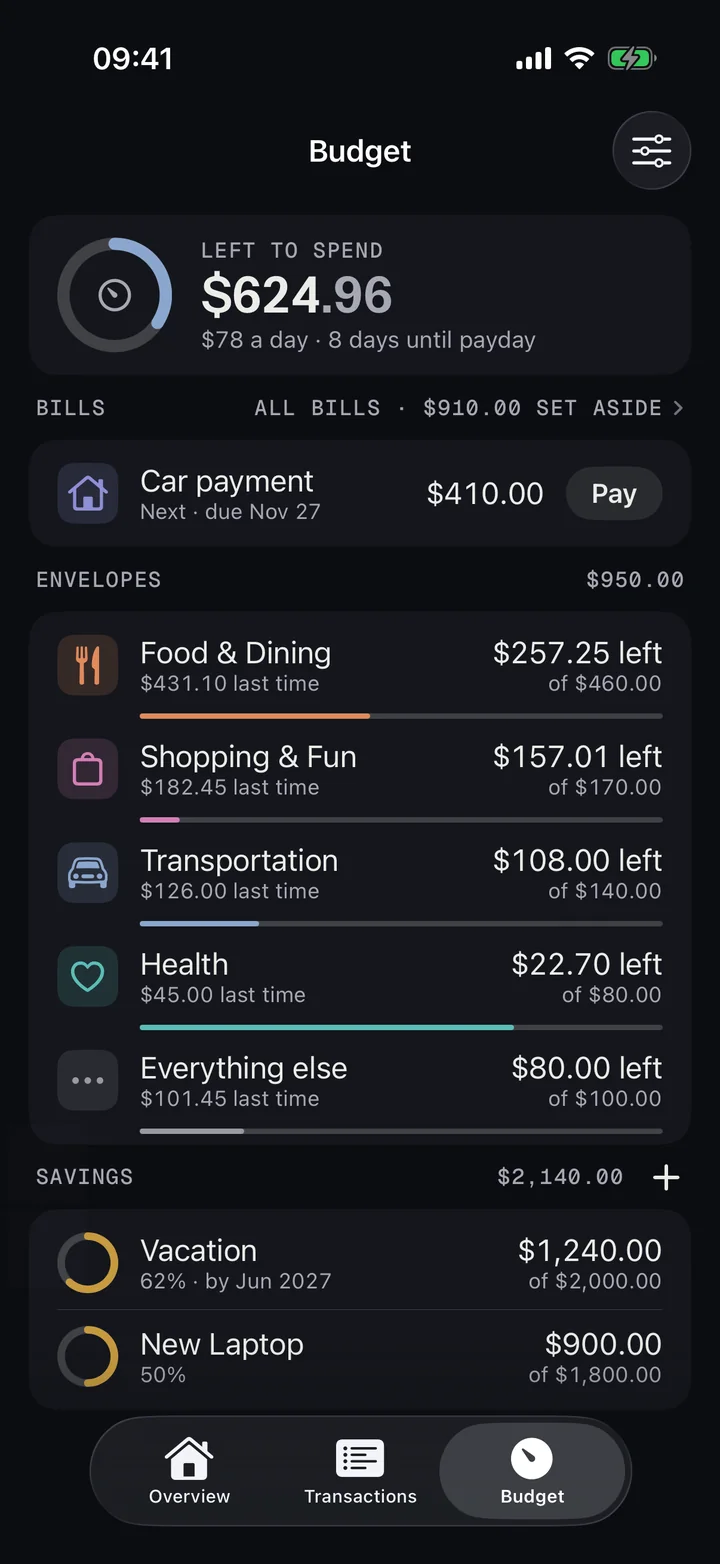 09:41
Budget
LEFT TO SPEND
$624.96
$78 a day · 8 days until payday
BILLS
ALL BILLS · $910.00 SET ASIDE
Car payment
$410.00
Pay
Next · due Nov 27
ENVELOPES
$950.00
Food & Dining
$257.25 left
$431.10 last time
of $460.00
Shopping & Fun
$157.01 left
$182.45 last time
of $170.00
Transportation
$108.00 left
$126.00 last time
of $140.00
Health
$22.70 left
$45.00 last time
of $80.00
Everything else
$80.00 left
$101.45 last time
of $100.00
SAVINGS
$2,140.00
Vacation
$1,240.00
62% · by Jun 2027
of $2,000.00
New Laptop
$900.00
50%
of $1,800.00
Overview
Transactions
Budget